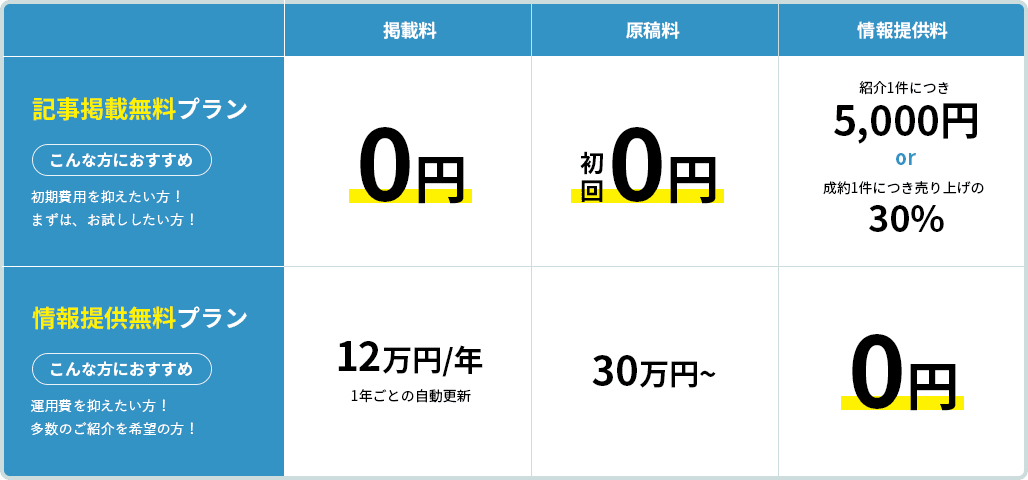 掲載料
原稿料
情報提供料
記事掲載無料プラン
こんな方におすすめ
初期費用を抑えたい方！
まずは、お試ししたい方！
0円
初回0円
紹介1件につき
5,000円
or
成約1件につき売り上げの
30%
情報提供無料プラン
こんな方におすすめ
運用費を抑えたい方！
多数のご紹介を希望の方！
12万円/年
1年ごとの自動更新
30万円~
0円